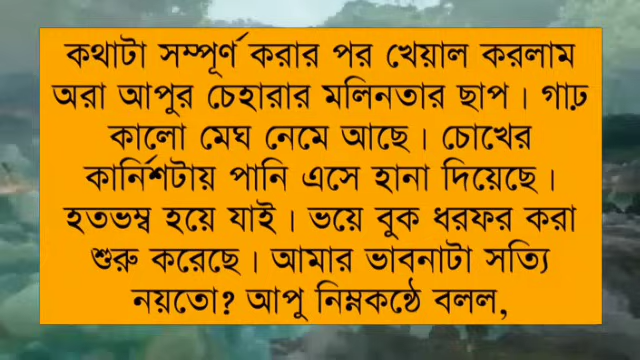 কথাটা সম্পূর্ণ করার পর খেয়াল করলাম
অরা আপুর চেহারার মলিনতার ছাপ। গাঢ়
কালো মেঘ নেমে আছে। চোখের
কার্নিশটায় পানি এসে হানা দিয়েছে।
হতভম্ব হয়ে যাই। ভয়ে বুক ধরফর করা
শুরু করেছে। আমার ভাবনাটা সত্যি
নয়তো? আপু নিম্নকন্ঠে বলল,